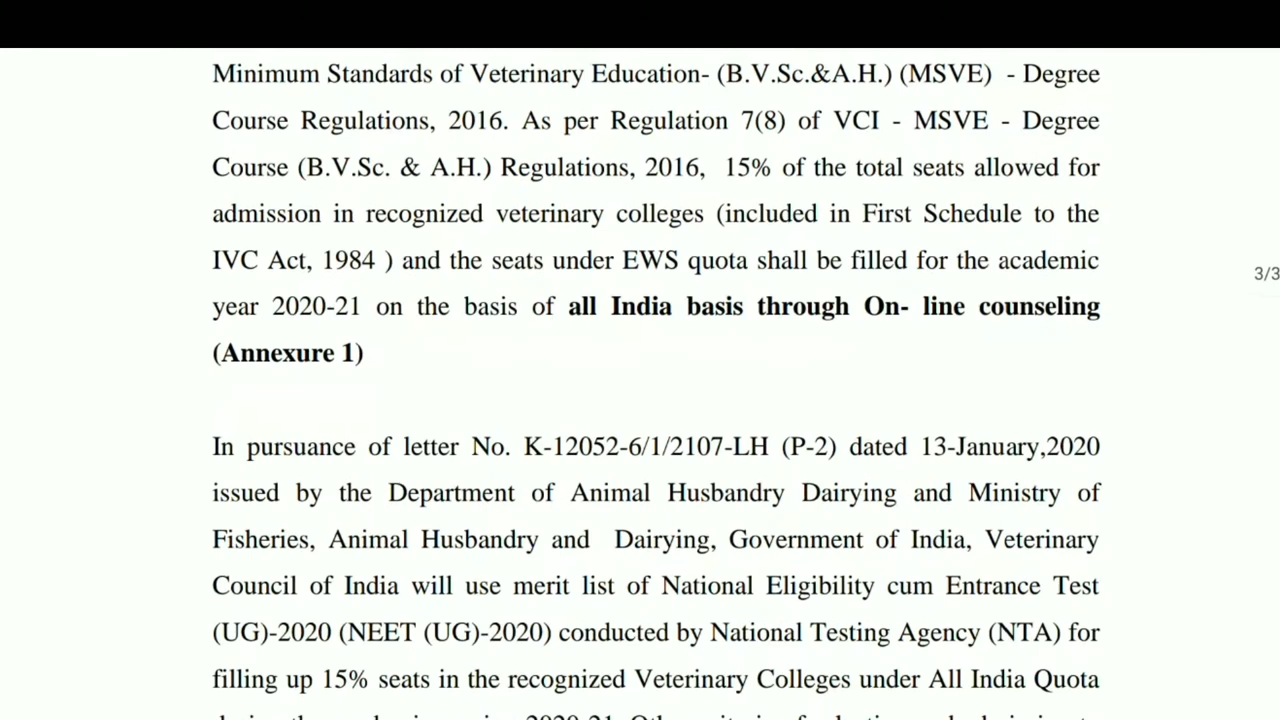 Minimum Standards of Veterinary Education- (B.V.Sc.&A.H.) (MSVE) - Degree
Course Regulations, 2016. As per Regulation 7(8) of VCI - MSVE - Degree
Course (B.V.Sc. & A.H.) Regulations, 2016, 15% of the total seats allowed for
admission in recognized veterinary colleges (included in First Schedule to the
IVC Act, 1984 ) and the seats under EWS quota shall be filled for the academic
3/3
year 2020-21 on the basis of all India basis through On- line counseling
(Annexure 1)
In pursuance of letter No. K-12052-6/1/2107-LH (P-2) dated 13-January,2020
issued by the Department of Animal Husbandry Dairying and Ministry of
Fisheries, Animal Husbandry and Dairying, Government of India, Veterinary
Council of India will use merit list of National Eligibility cum Entrance Test
(UG)-2020 (NEET (UG)-2020) conducted by National Testing Agency (NTA) for
filling up 15% seats in the recognized Veterinary Colleges under All India Quota